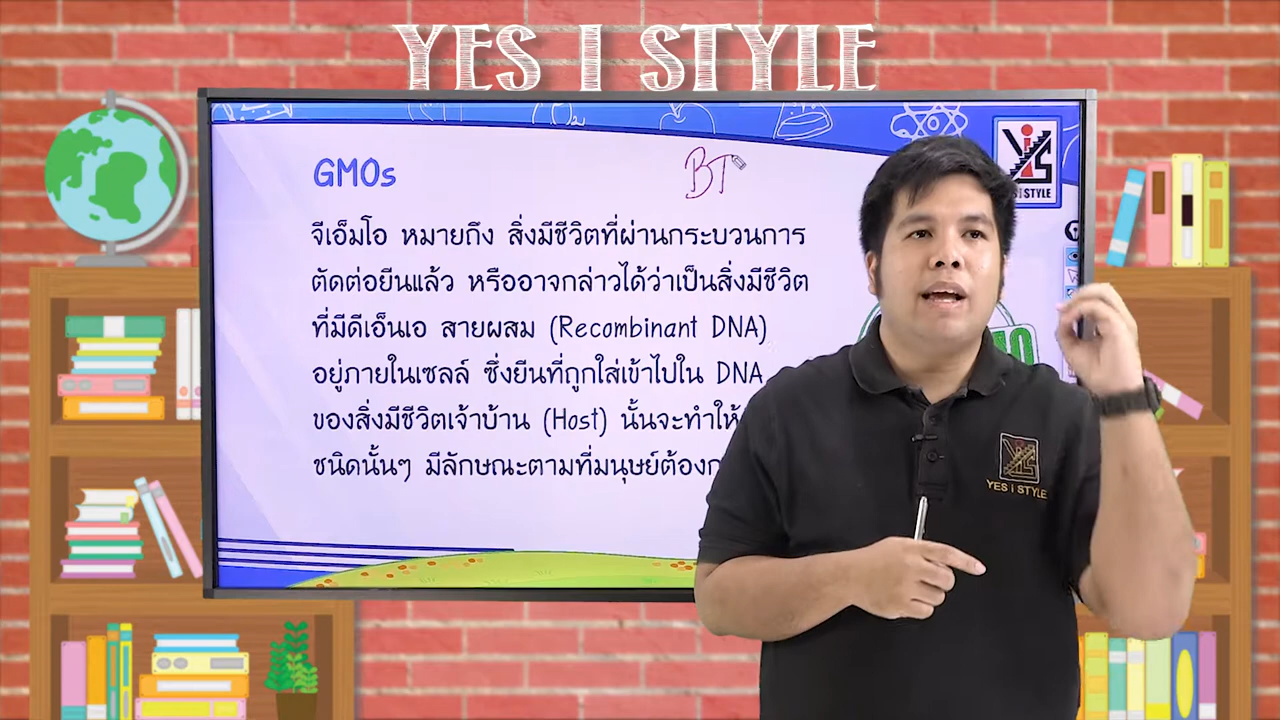 YES I STYLE
GMOs
BT
YiS
I STYLE
จีเอ็มโอ หมายถึง สิ่งมีชีวิตที่ผ่านกระบวนการ
ตัดต่อยีนแล้ว หรืออาจกล่าวได้ว่าเป็นสิ่งมีชีวิต
ที่มีดีเอ็นเอ สายผสม (Recombinant DNA)
อยู่ภายในเซลล์ ซึ่งยีนที่ถูกใส่เข้าไปใน DNA
ของสิ่งมีชีวิตเจ้าบ้าน (Host) นั้นจะทำให้
ชนิดนั้นๆ มีลักษณะตามที่มนุษย์ต้อง
YES i STYLE